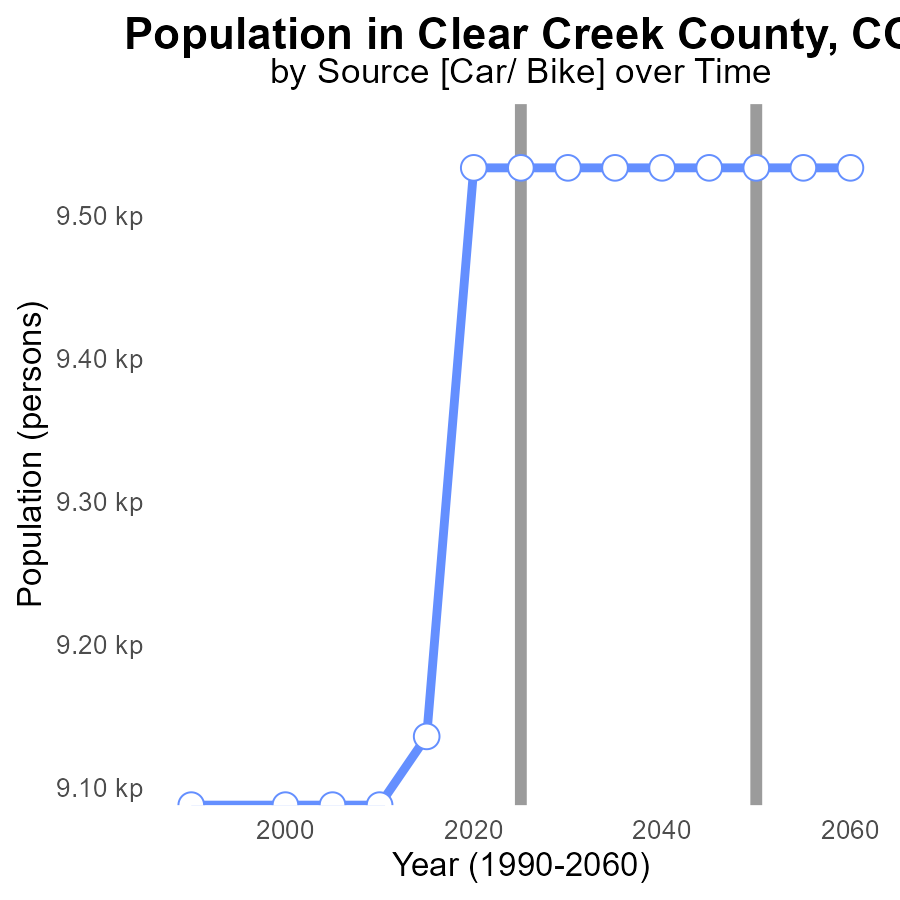 Population in Clear Creek County, CO
by Source [Car/ Bike] over Time
Population (persons)
9.50 kp
9.40 kp
9.30 kp
9.20 kp
9.10 kp
2000 2020 2040 2060
Year (1990-2060)